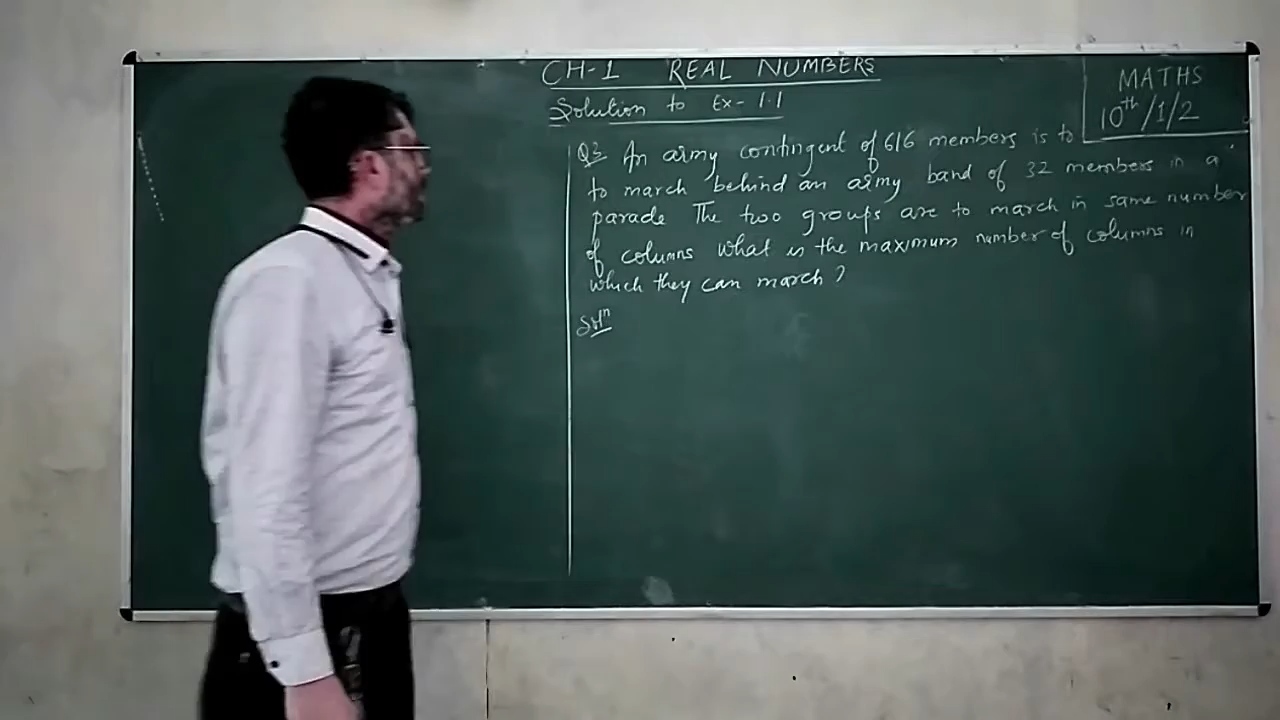 CH-1 REAL NUMBERS
MATHS
10th/1/2
Solution to Ex-1.1
Q3 An army contingent of 616 members is to
to march behind an army band of 32 members in a
parade The two groups are to march in same number
of columns what is the maximum number of columns in
which they can march ?
Solⁿ